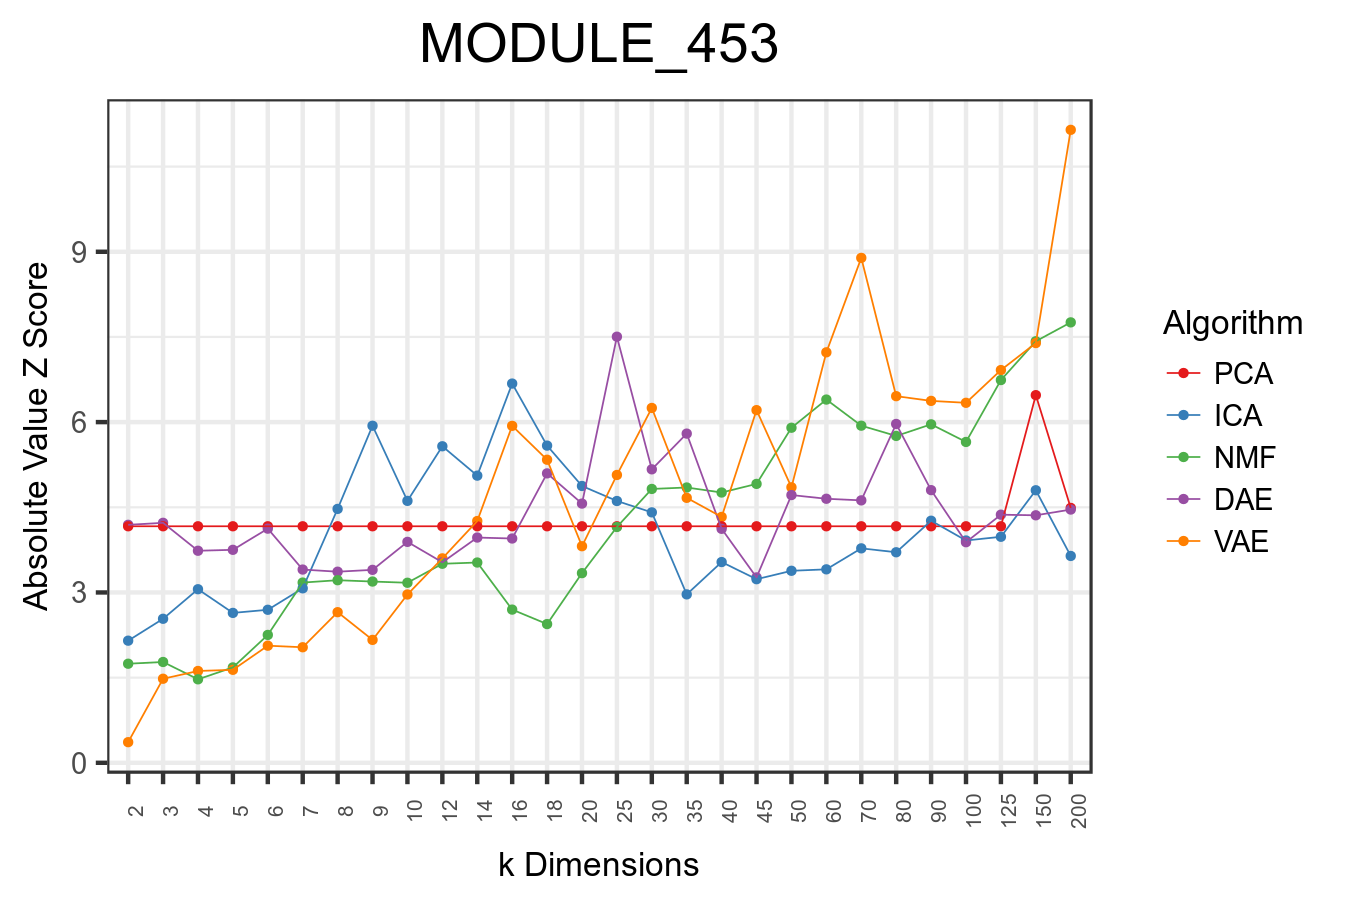 MODULE_453
Absolute Value Z Score
9
6
3
0
2 3 4 5 6 7 8 9 10 12 14 16 18 20 25 30 35 40 45 50 60 70 80 90 100 125 150 200
k Dimensions
Algorithm
PCA
ICA
NMF
DAE
VAE